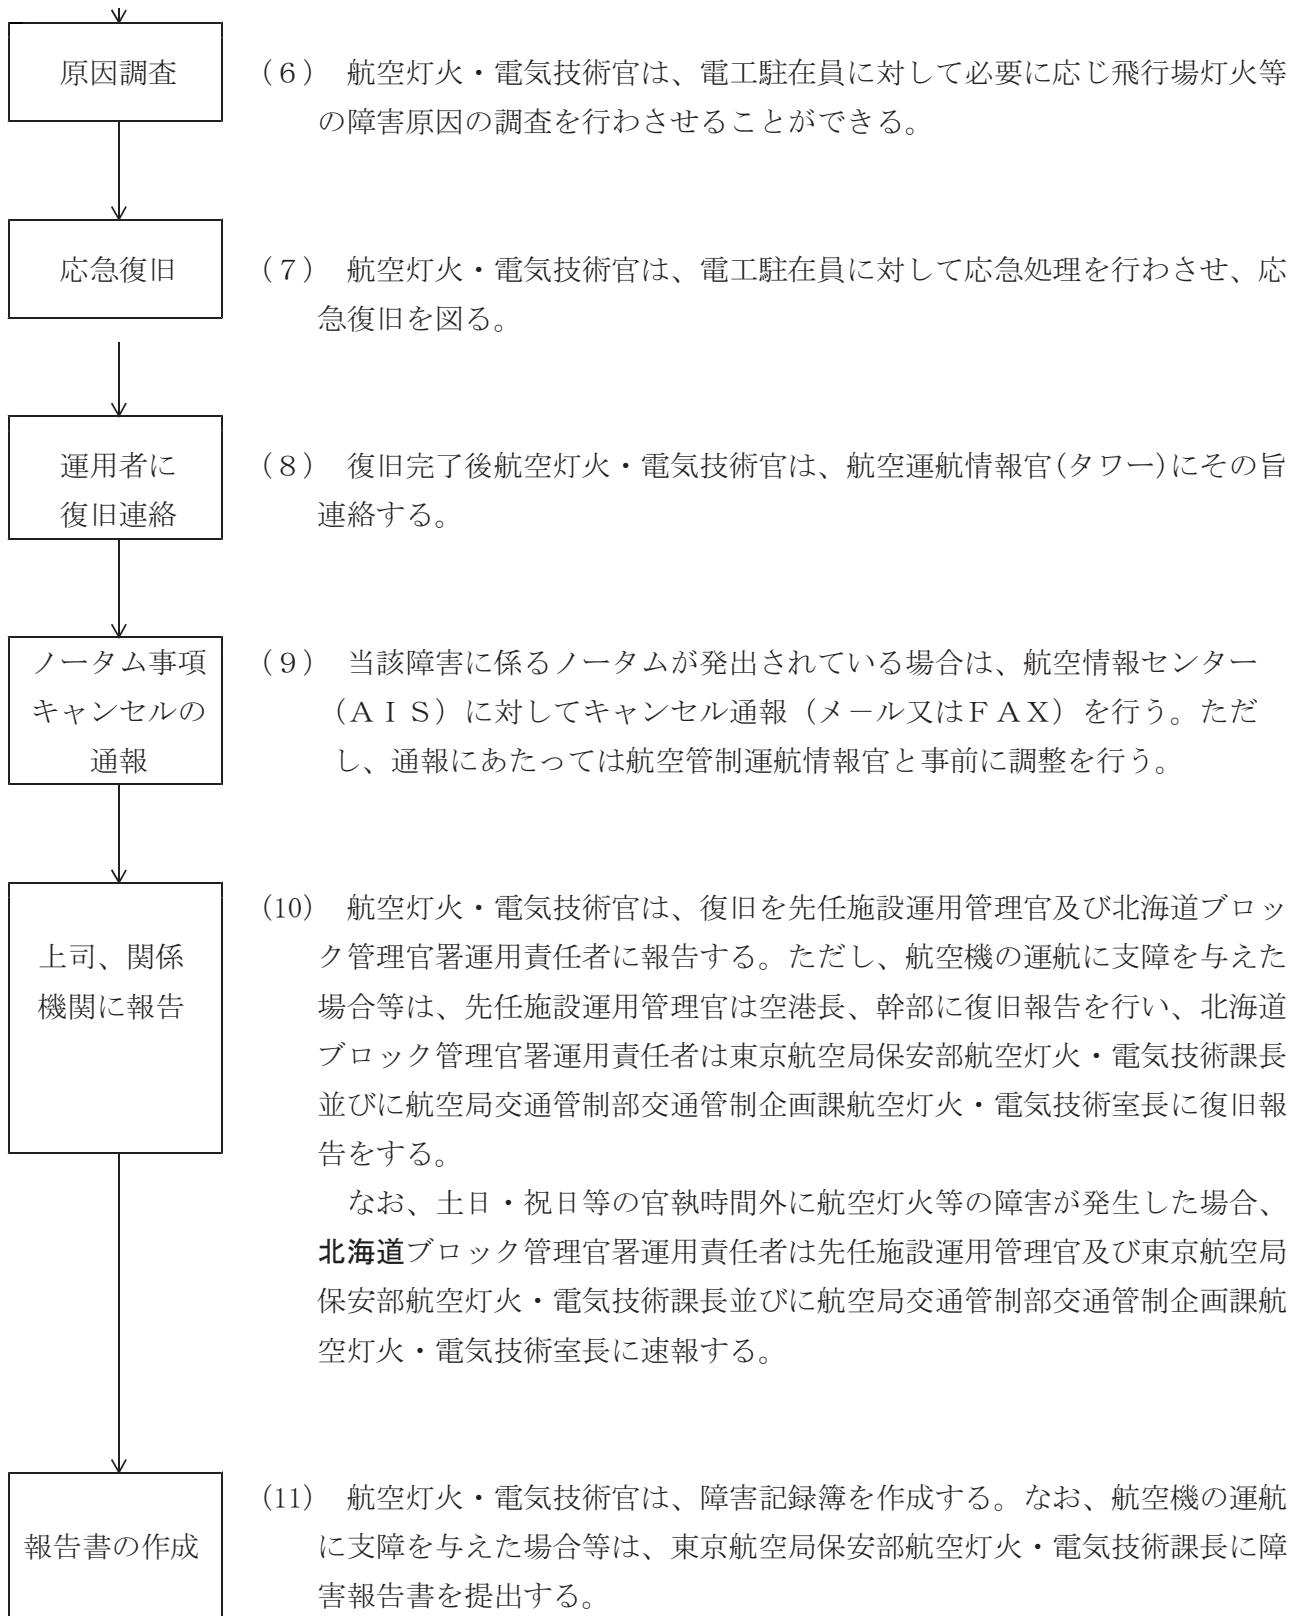 原因調査
（６）　航空灯火・電気技術官は、電工駐在員に対して必要に応じ飛行場灯火等
の障害原因の調査を行わさせることができる。
応急復旧
（７）　航空灯火・電気技術官は、電工駐在員に対して応急処理を行わさせ、応
急復旧を図る。
運用者に
復旧連絡
（８）　復旧完了後航空灯火・電気技術官は、航空運航情報官(タワー)にその旨
連絡する。
ノータム事項
キャンセルの
通報
（９）　当該障害に係るノータムが発出されている場合は、航空情報センター
（ＡＩＳ）に対してキャンセル通報（メール又はＦＡＸ）を行う。ただ
し、通報にあたっては航空管制運航情報官と事前に調整を行う。
上司、関係
機関に報告
(10)　航空灯火・電気技術官は、復旧を先任施設運用管理官及び北海道ブロッ
ク管理官署運用責任者に報告する。ただし、航空機の運航に支障を与えた
場合等は、先任施設運用管理官は空港長、幹部に復旧報告を行い、北海道
ブロック管理官署運用責任者は東京航空局保安部航空灯火・電気技術課長
並びに航空局交通管制部交通管制企画課航空灯火・電気技術室長に復旧報
告をする。
なお、土日・祝日等の官執時間外に航空灯火等の障害が発生した場合、
北海道ブロック管理官署運用責任者は先任施設運用管理官及び東京航空局
保安部航空灯火・電気技術課長並びに航空局交通管制部交通管制企画課航
空灯火・電気技術室長に速報する。
報告書の作成
(11)　航空灯火・電気技術官は、障害記録簿を作成する。なお、航空機の運航
に支障を与えた場合等は、東京航空局保安部航空灯火・電気技術課長に障
害報告書を提出する。